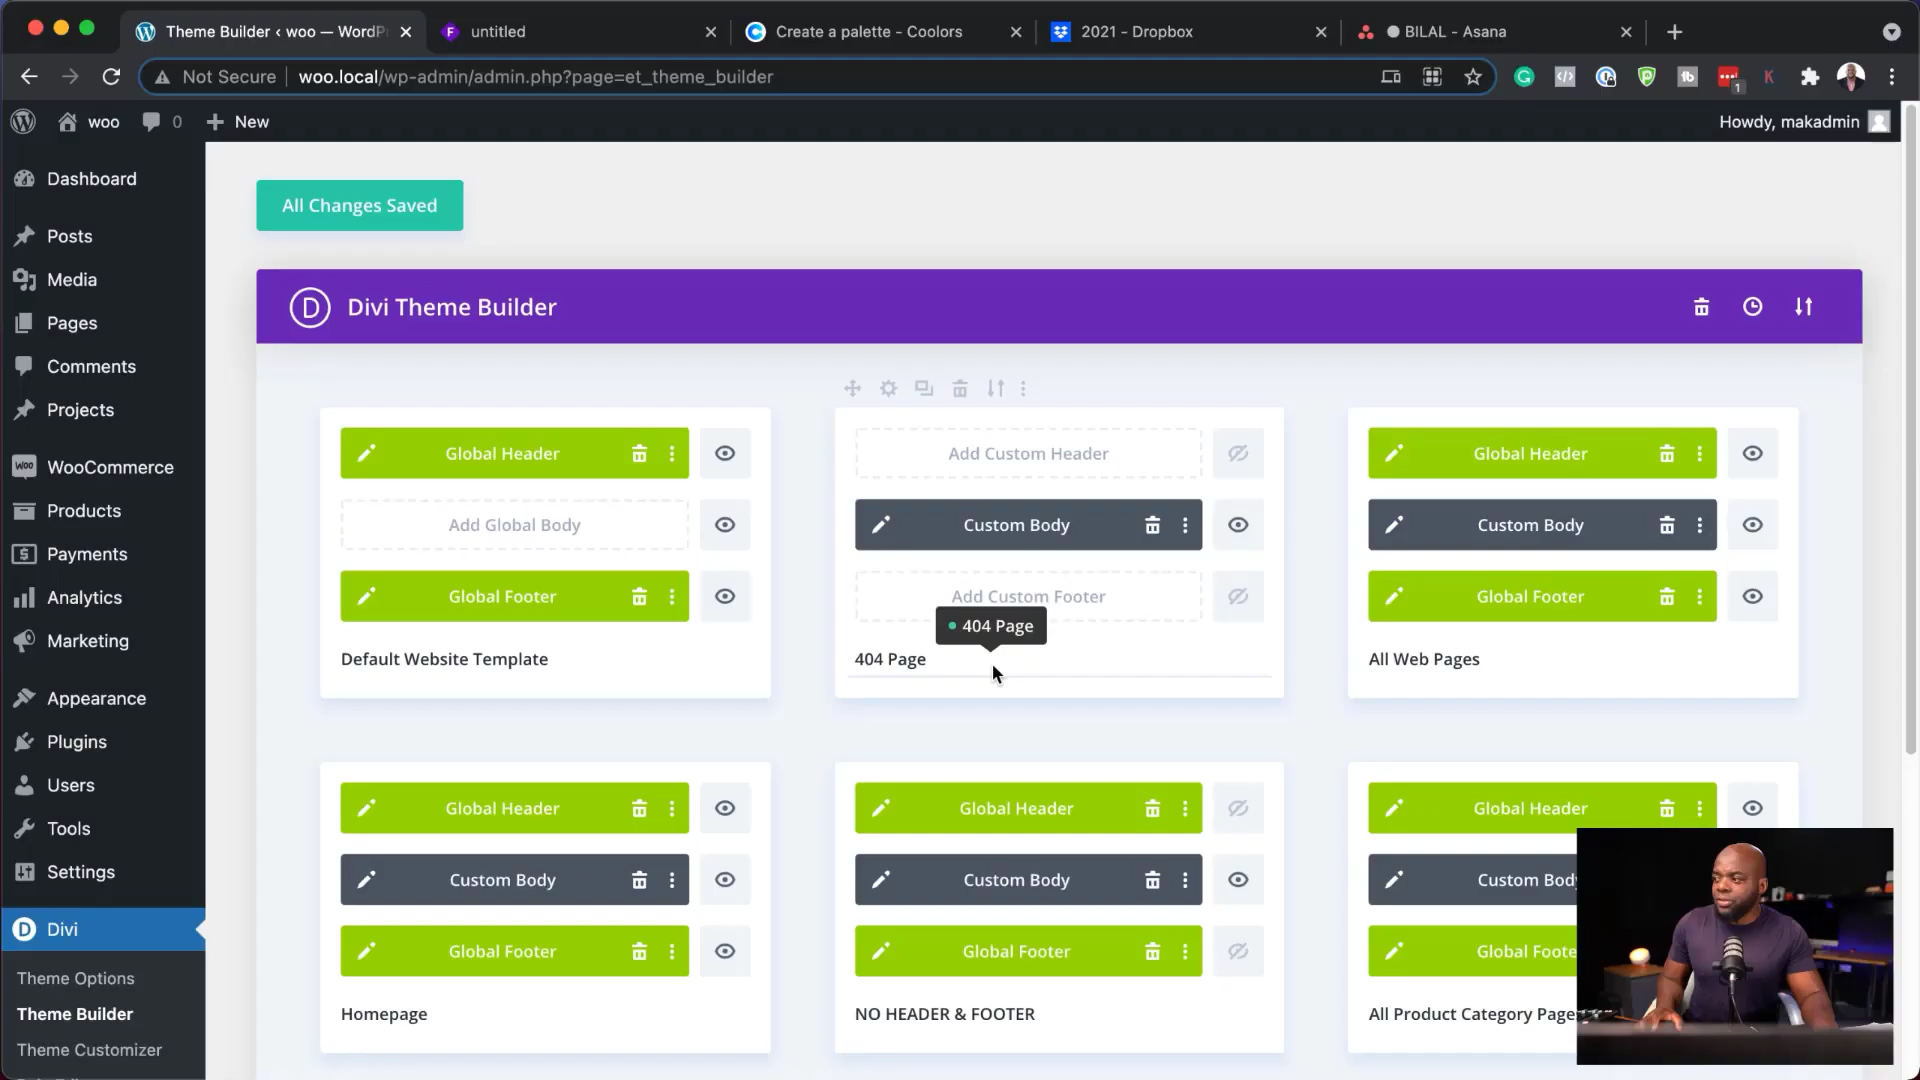 Theme Builder ‹ woo — WordP
untitled
Create a palette - Coolors
2021 - Dropbox
BILAL - Asana
Not Secure
woo.local/wp-admin/admin.php?page=et_theme_builder
1
woo
0
New
Howdy, makadmin
Dashboard
Posts
Media
Pages
Comments
Projects
WooCommerce
Products
Payments
Analytics
Marketing
Appearance
Plugins
Users
Tools
Settings
Divi
Theme Options
Theme Builder
Theme Customizer
All Changes Saved
Divi Theme Builder
Global Header
Add Global Body
Global Footer
Default Website Template
Add Custom Header
Custom Body
Add Custom Footer
404 Page
404 Page
Global Header
Custom Body
Global Footer
All Web Pages
Global Header
Custom Body
Global Footer
Homepage
Global Header
Custom Body
Global Footer
NO HEADER & FOOTER
Global Header
Custom Body
Global Foote
All Product Category Page